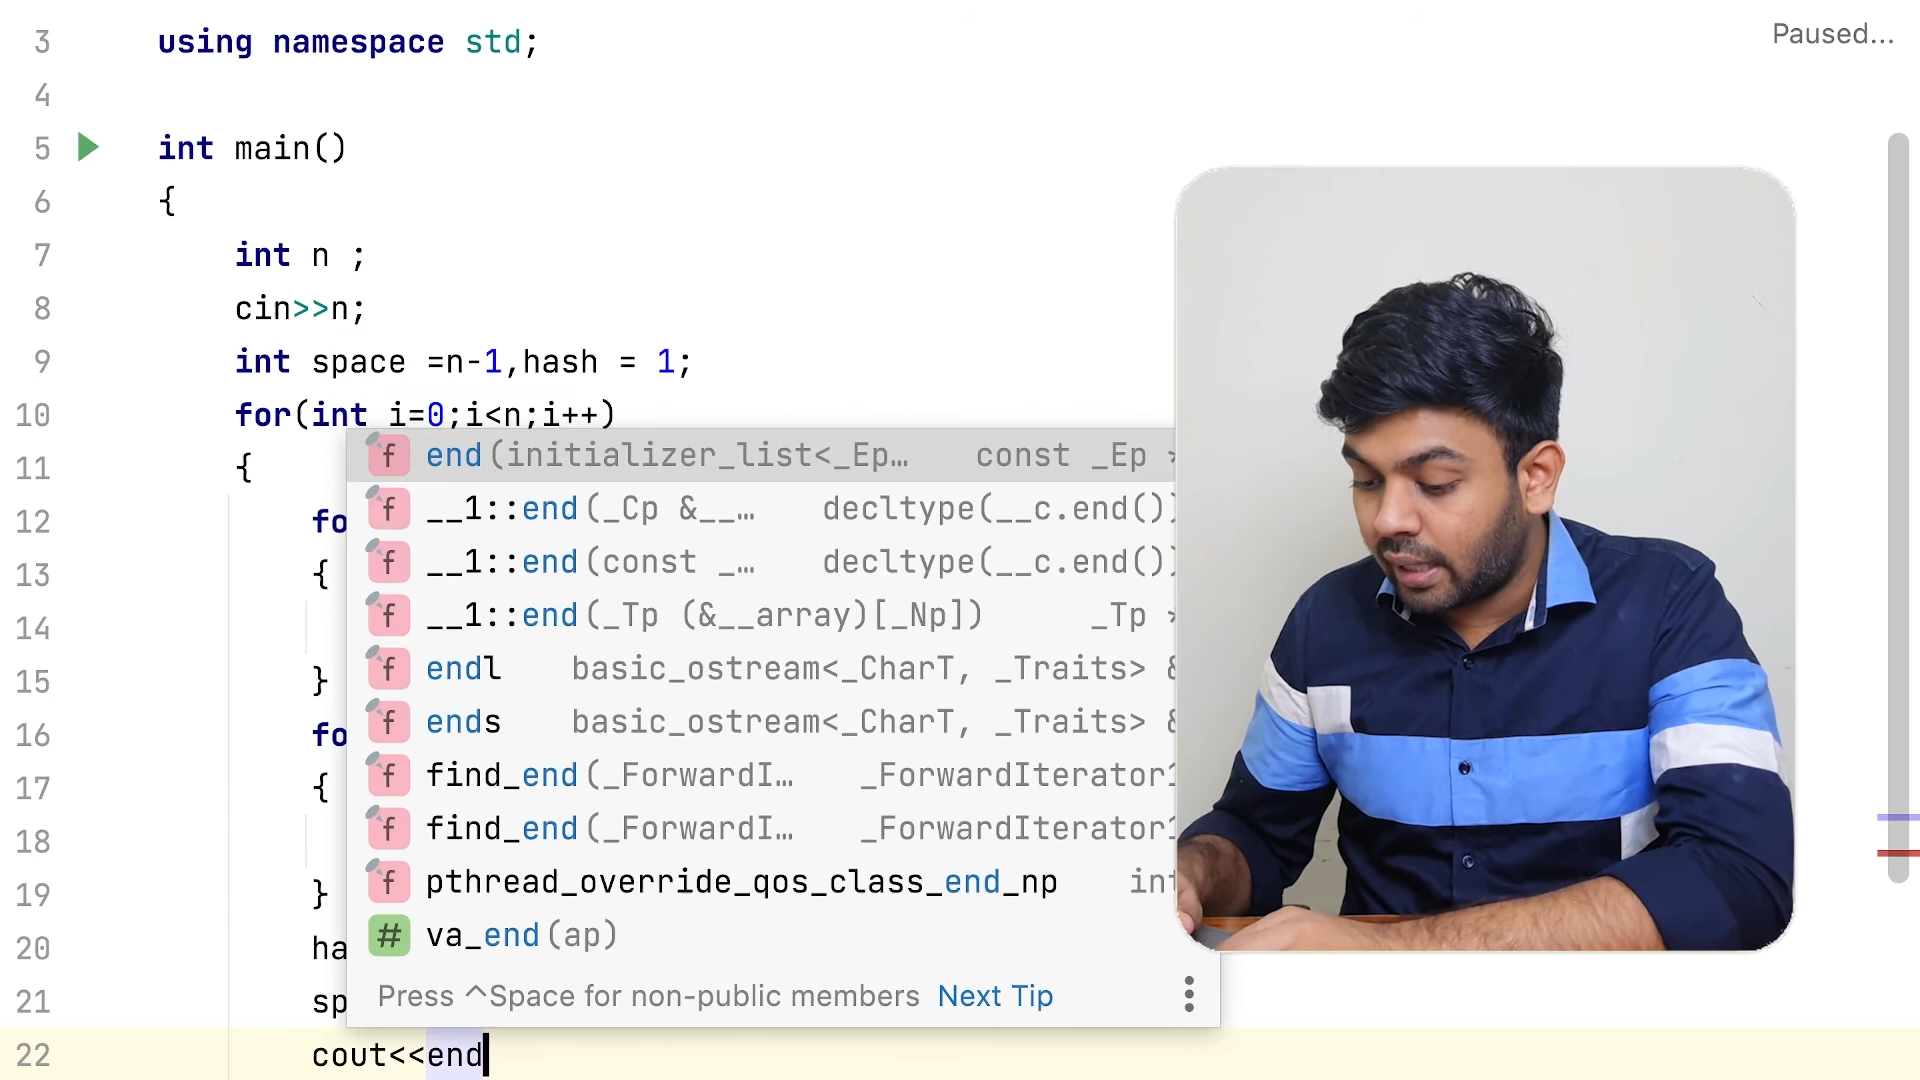 Paused...
3 using namespace std;
4
5 int main()
6 {
7 int n ;
8 cin>>n;
9 int space =n-1,hash = 1;
10 for(int i=0;i<n;i++)
11 {
12 fo
13 {
14
15 }
16 fo
17 {
18
19 }
20 ha
21 sp
22 cout<<end
f end(initializer_list<_Ep… const _Ep
f __1::end(_Cp &__… decltype(__c.end())
f __1::end(const _… decltype(__c.end())
f __1::end(_Tp (&__array)[_Np]) _Tp
f endl basic_ostream<_CharT, _Traits> &
f ends basic_ostream<_CharT, _Traits> &
f find_end(_ForwardI… _ForwardIterator1
f find_end(_ForwardI… _ForwardIterator1
f pthread_override_qos_class_end_np int
# va_end(ap)
Press ^Space for non-public members Next Tip